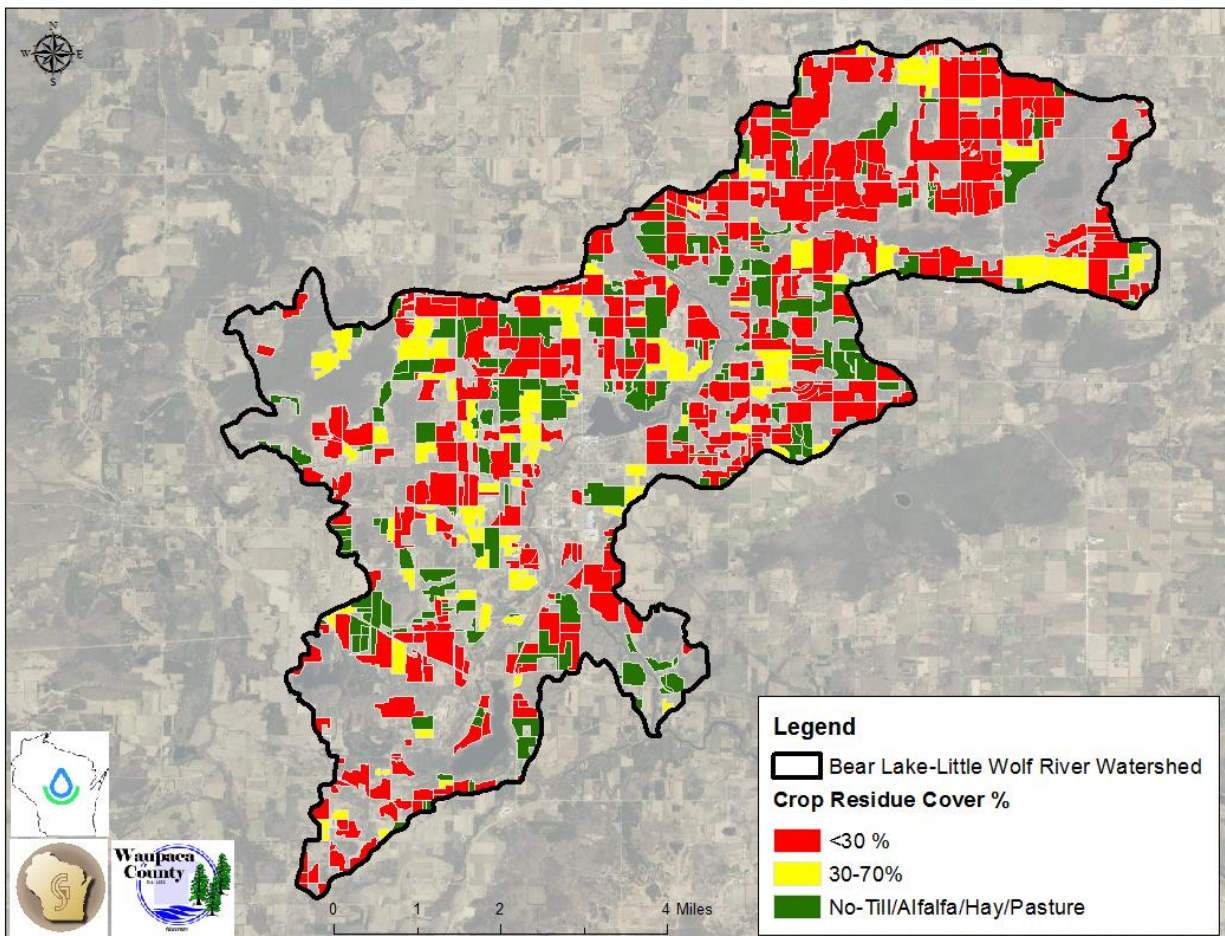 N
W E
S
Legend
Bear Lake-Little Wolf River Watershed
Crop Residue Cover %
<30 %
30-70%
No-Till/Alfalfa/Hay/Pasture
Waupaca
County
0 2 4 Miles